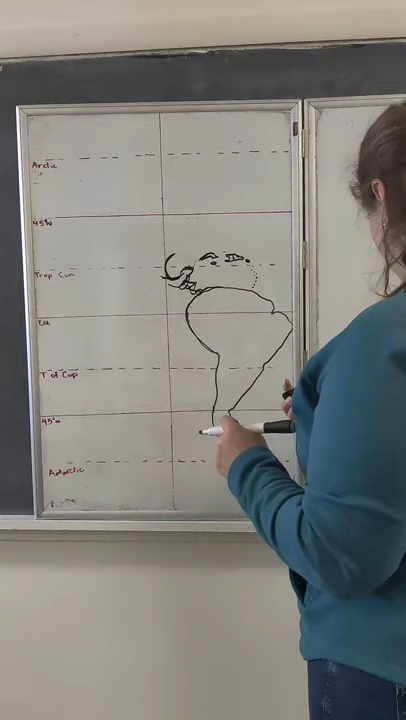 Arctic
45°N
Trop Can
EQ
T of Cap
45°s
Antarctic